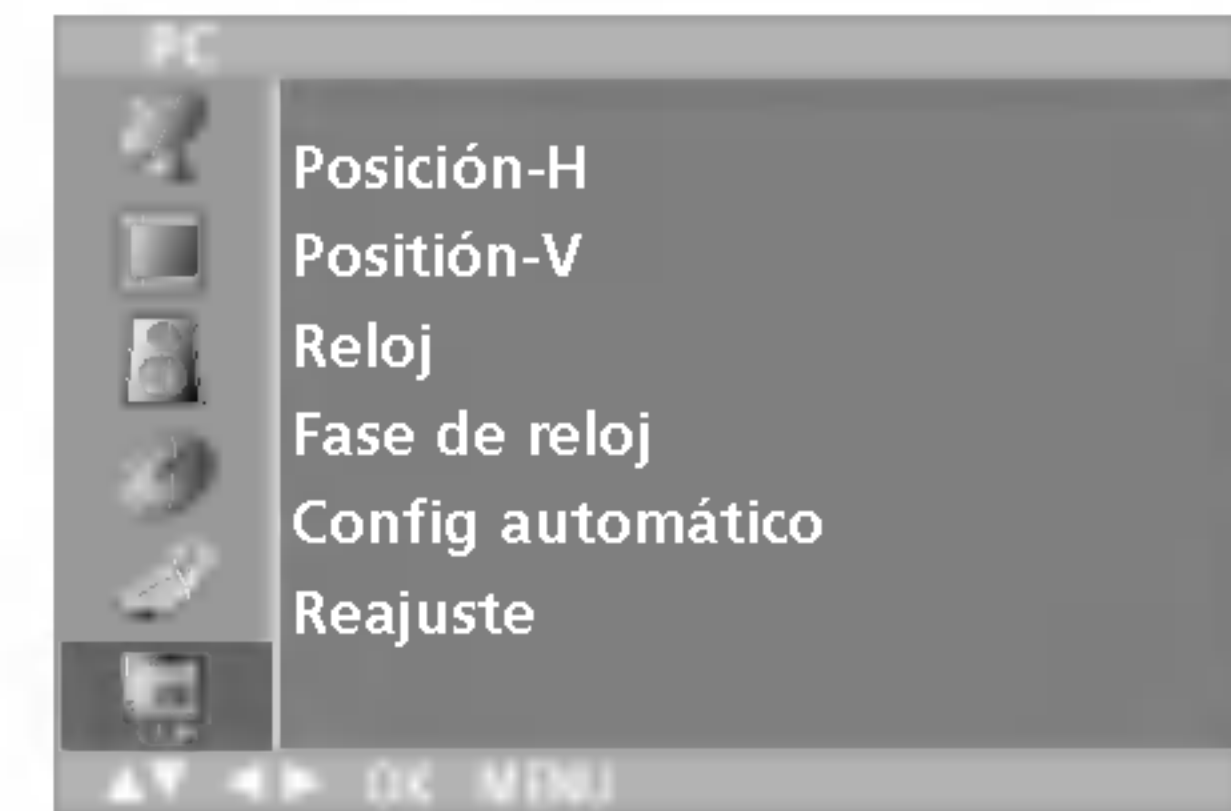 PC
Posición-H
Positión-V
Reloj
Fase de reloj
Config automático
Reajuste
▲▼ ◀ ▶ OK MENU